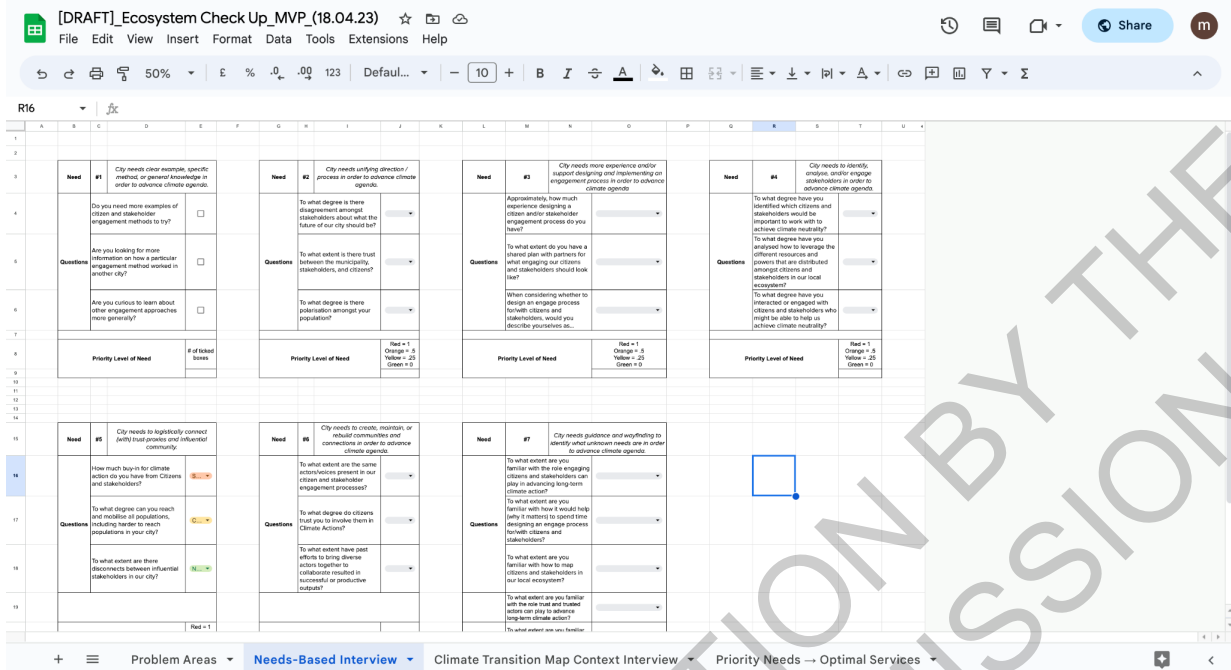 [DRAFT]_Ecosystem Check Up_MVP_(18.04.23)
File Edit View Insert Format Data Tools Extensions Help
Share
m
50%
£ % .0 .00 123 Defaul... 10 B I A
R16
fx
A B C D E F G H I J K L M N O P Q R S T U
1
2
3
Need #1 City needs clear example, specific
method, or general knowledge in
order to advance climate agenda.
4
Do you need more examples of
citizen and stakeholder
engagement methods to try?
5
Questions
Are you looking for more
information on how a particular
engagement method worked in
another city?
6
Are you curious to learn about
other engagement approaches
more generally?
7
8
Priority Level of Need
# of ticked
boxes
9
Need #2 City needs unifying direction /
process in order to advance climate
agenda.
To what degree is there
disagreement amongst
stakeholders about what the
future of our city should be?
Questions
To what extent is there trust
between the municipality,
stakeholders, and citizens?
To what degree is there
polarisation amongst your
population?
Priority Level of Need
Red = 1
Orange = .5
Yellow = .25
Green = 0
Need #3 City needs more experience and/or
support designing and implementing an
engagement process in order to advance
climate agenda
Approximately, how much
experience designing a
citizen and/or stakeholder
engagement process do you
have?
Questions
To what extent do you have a
shared plan with partners for
what engaging our citizens
and stakeholders should look
like?
When considering whether to
design an engage process
for/with citizens and
stakeholders, would you
describe yourselves as...
Priority Level of Need
Red = 1
Orange = .5
Yellow = .25
Green = 0
Need #4 City needs to identify,
analyse, and/or engage
stakeholders in order to
advance climate agenda.
To what degree have you
identified which citizens and
stakeholders would be
important to work with to
achieve climate neutrality?
Questions
To what degree have you
analysed how to leverage the
different resources and
powers that are distributed
amongst citizens and
stakeholders in our local
ecosystem?
To what degree have you
interacted or engaged with
citizens and stakeholders who
might be able to help us
achieve climate neutrality?
Priority Level of Need
Red = 1
Orange = .5
Yellow = .25
Green = 0
10
11
12
13
14
15
Need #5 City needs to logistically connect
(with) trust-proxies and influential
community.
16
How much buy-in for climate
action do you have from Citizens
and stakeholders?
S...
17
Questions
To what degree can you reach
and mobilise all populations,
including harder to reach
populations in your city?
C...
18
To what extent are there
disconnects between influential
stakeholders in our city?
N...
19
Red = 1
Need #6 City needs to create, maintain, or
rebuild communities and
connections in order to advance
climate agenda.
To what extent are the same
actors/voices present in our
citizen and stakeholder
engagement processes?
Questions
To what degree do citizens
trust you to involve them in
Climate Actions?
To what extent have past
efforts to bring diverse
actors together to
collaborate resulted in
successful or productive
outputs?
Need #7 City needs guidance and wayfinding to
identify what unknown needs are in order
to advance climate agenda.
To what extent are you
familiar with the role engaging
citizens and stakeholders can
play in advancing long-term
climate action?
Questions
To what extent are you
familiar with how it would help
(why it matters) to spend time
designing an engage process
for/with citizens and
stakeholders?
To what extent are you
familiar with how to map
citizens and stakeholders in
our local ecosystem?
To what extent are you familiar
with the role trust and trusted
actors can play to advance
long-term climate action?
To what extent are you familiar
Problem Areas Needs-Based Interview Climate Transition Map Context Interview Priority Needs → Optimal Services
TION BY THE
SSION